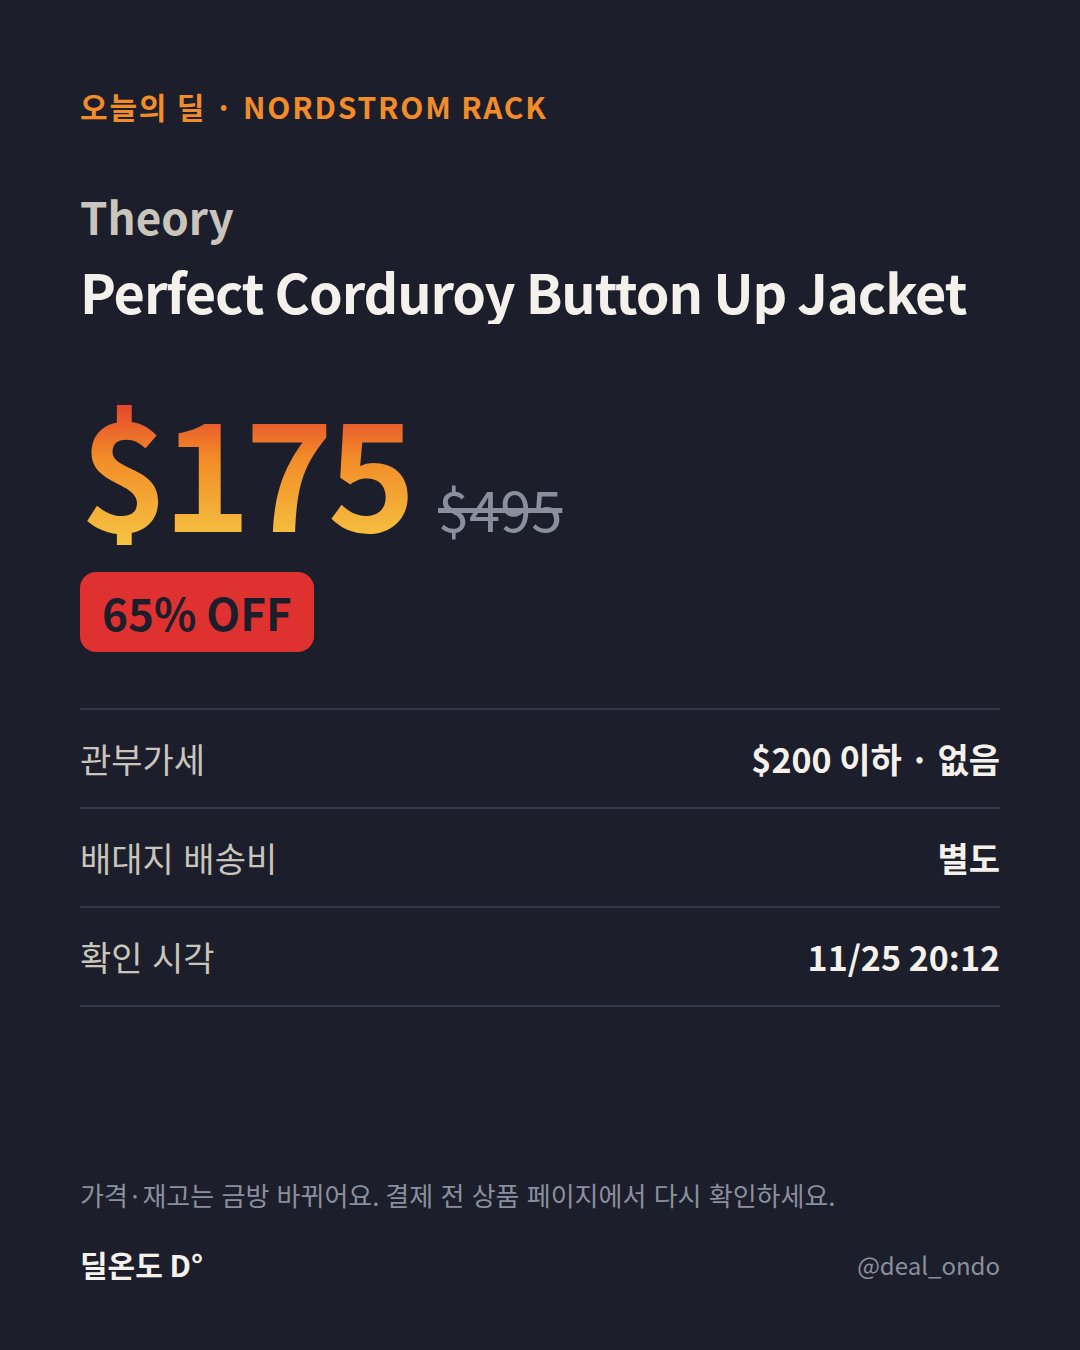 오늘의 딜 · NORDSTROM RACK
Theory
Perfect Corduroy Button Up Jacket
$175 $495
65% OFF
관부가세 $200 이하 · 없음
배대지 배송비 별도
확인 시각 11/25 20:12
가격·재고는 금방 바뀌어요. 결제 전 상품 페이지에서 다시 확인하세요.
딜온도 D° @deal_ondo